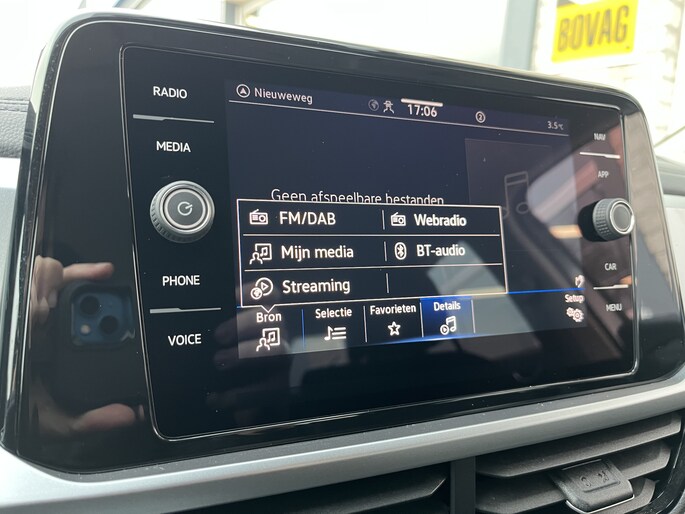 BOVAG
RADIO
MEDIA
PHONE
VOICE
Nieuweweg
17:06
2
3.5°C
Geen afspeelbare bestanden
FM/DAB
Webradio
Mijn media
BT-audio
Streaming
Bron
Selectie
Favorieten
Details
Setup
NAV
APP
CAR
MENU